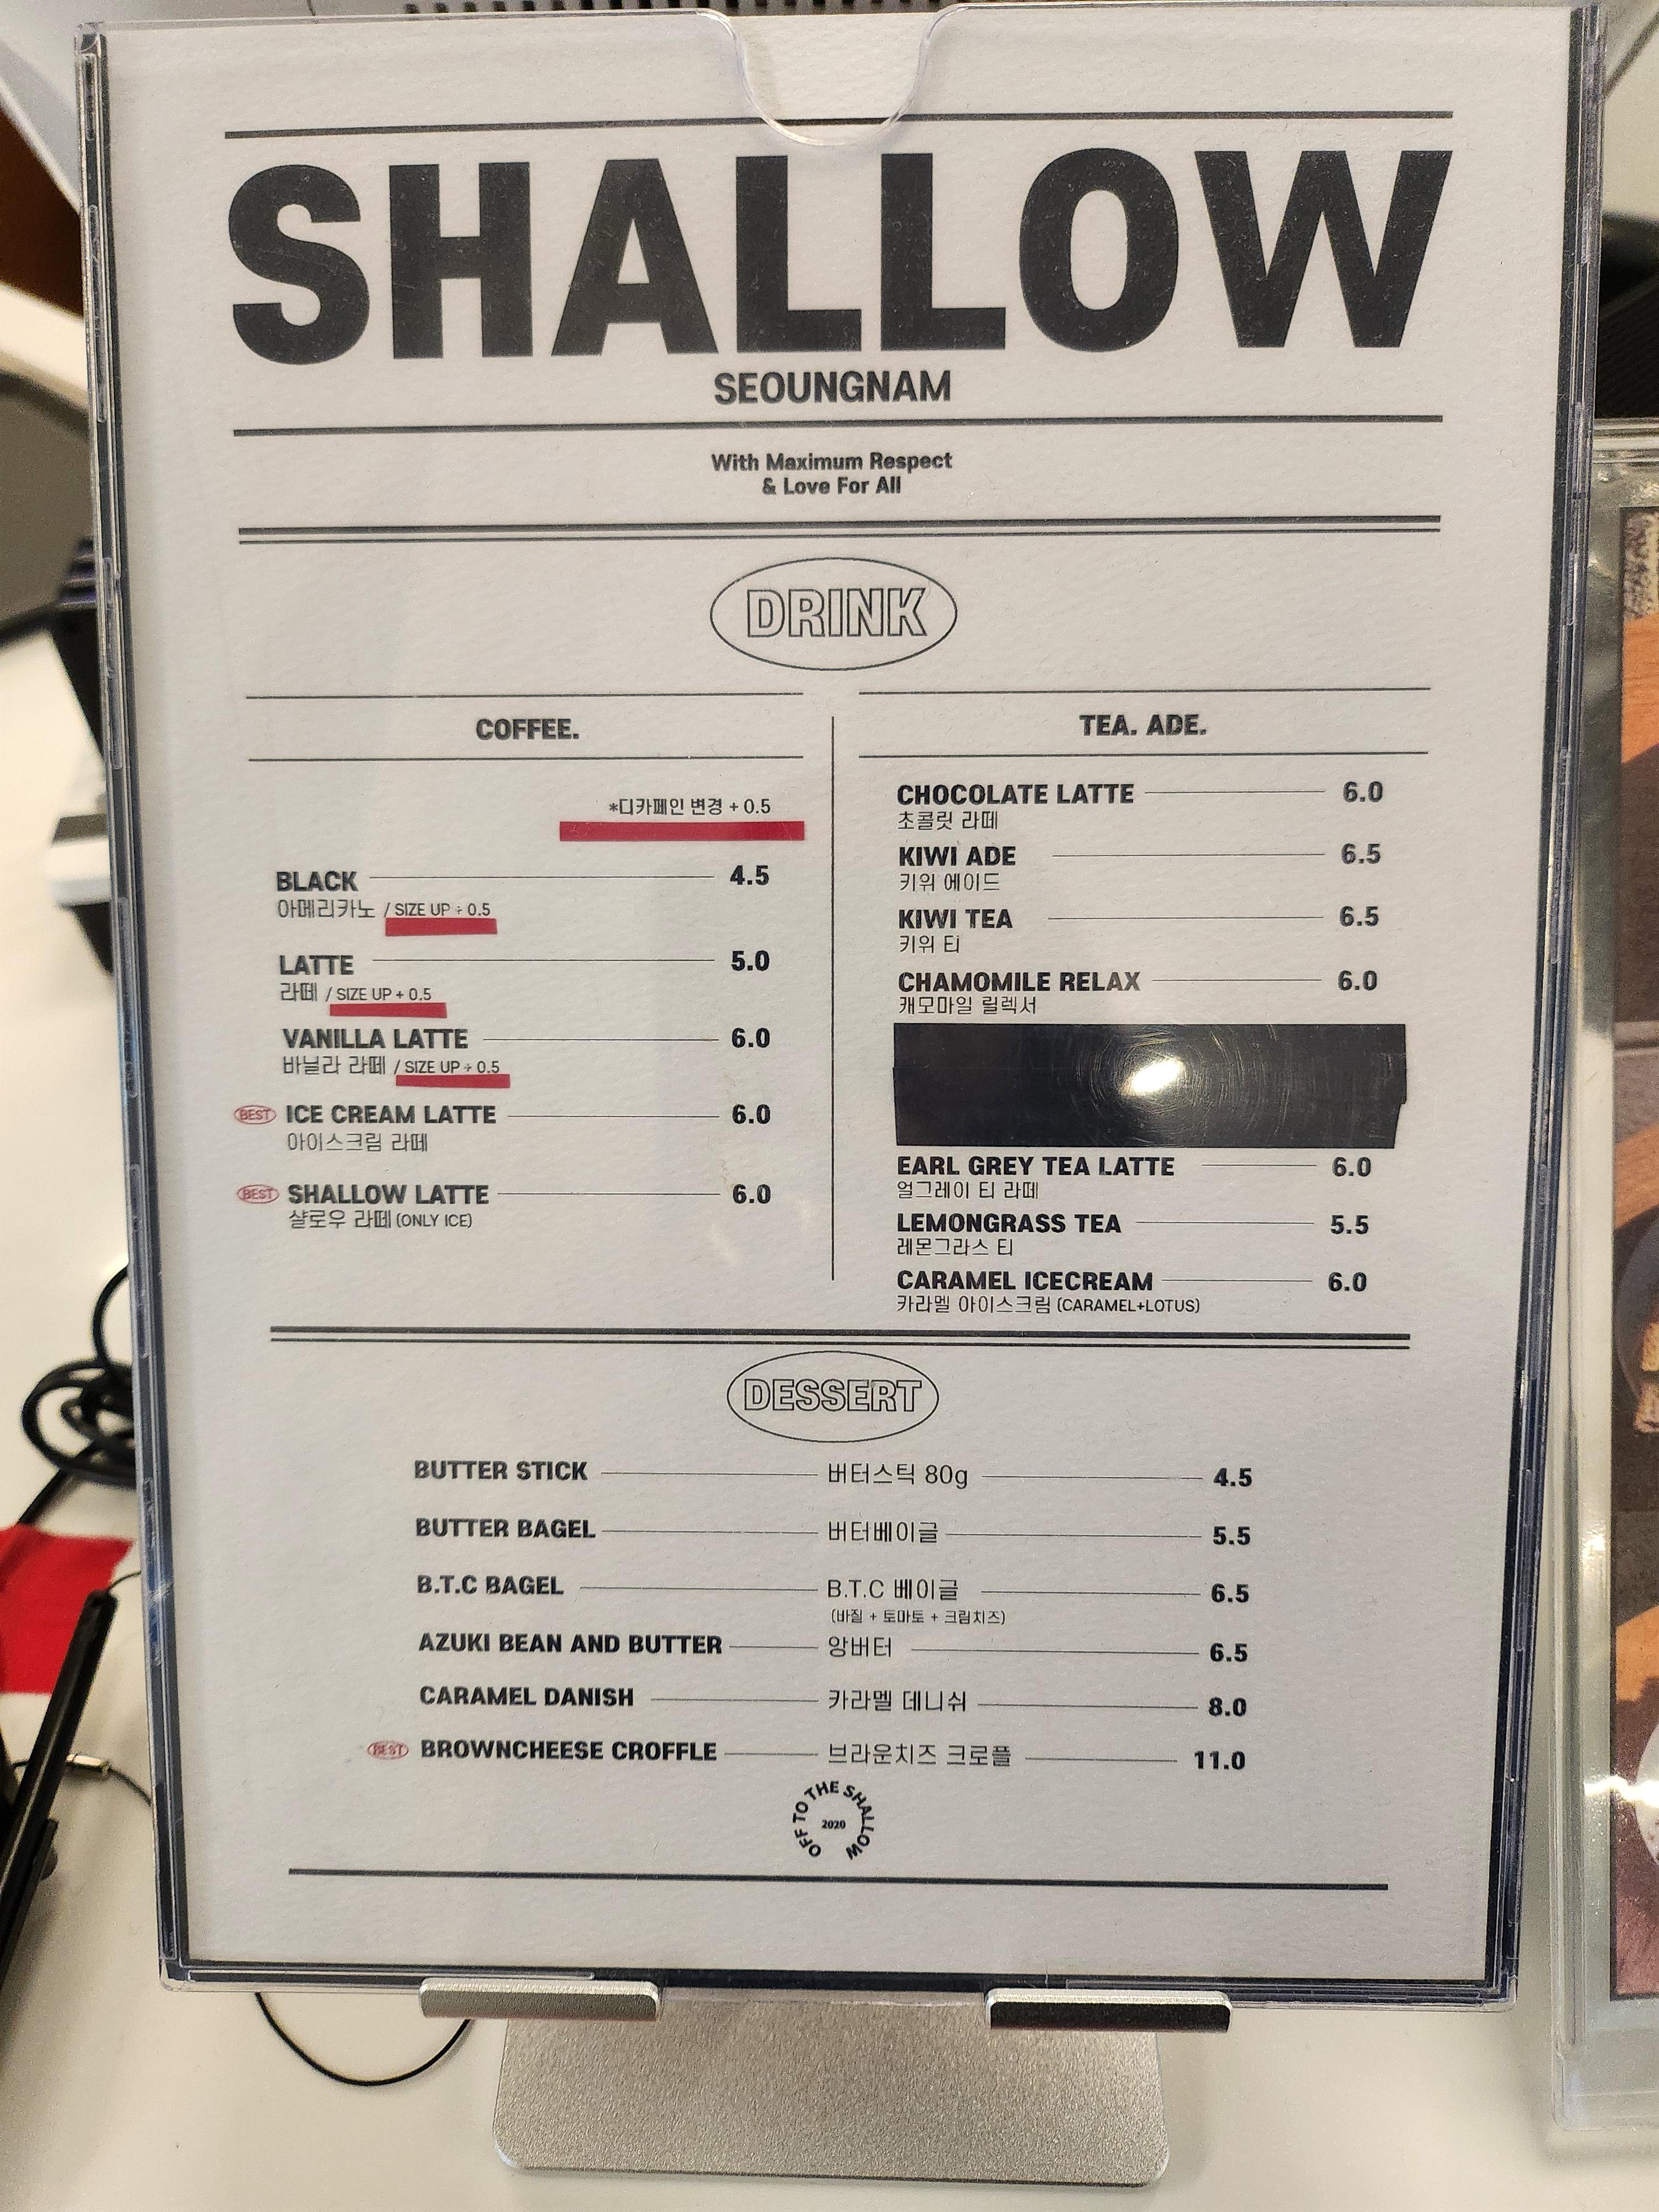 SHALLOW
SEOUNGNAM
With Maximum Respect
& Love For All
DRINK
COFFEE.
*디카페인 변경 + 0.5
BLACK 4.5
아메리카노 / SIZE UP + 0.5
LATTE 5.0
라떼 / SIZE UP + 0.5
VANILLA LATTE 6.0
바닐라 라떼 / SIZE UP + 0.5
BEST ICE CREAM LATTE 6.0
아이스크림 라떼
BEST SHALLOW LATTE 6.0
샬로우 라떼 (ONLY ICE)
TEA. ADE.
CHOCOLATE LATTE 6.0
초콜릿 라떼
KIWI ADE 6.5
키위 에이드
KIWI TEA 6.5
키위 티
CHAMOMILE RELAX 6.0
캐모마일 릴렉서
EARL GREY TEA LATTE 6.0
얼그레이 티 라떼
LEMONGRASS TEA 5.5
레몬그라스 티
CARAMEL ICECREAM 6.0
카라멜 아이스크림 (CARAMEL+LOTUS)
DESSERT
BUTTER STICK 버터스틱 80g 4.5
BUTTER BAGEL 버터베이글 5.5
B.T.C BAGEL B.T.C 베이글 6.5
(바질 + 토마토 + 크림치즈)
AZUKI BEAN AND BUTTER 앙버터 6.5
CARAMEL DANISH 카라멜 데니쉬 8.0
BEST BROWNCHEESE CROFFLE 브라운치즈 크로플 11.0
OFF TO THE SHALLOW
2020